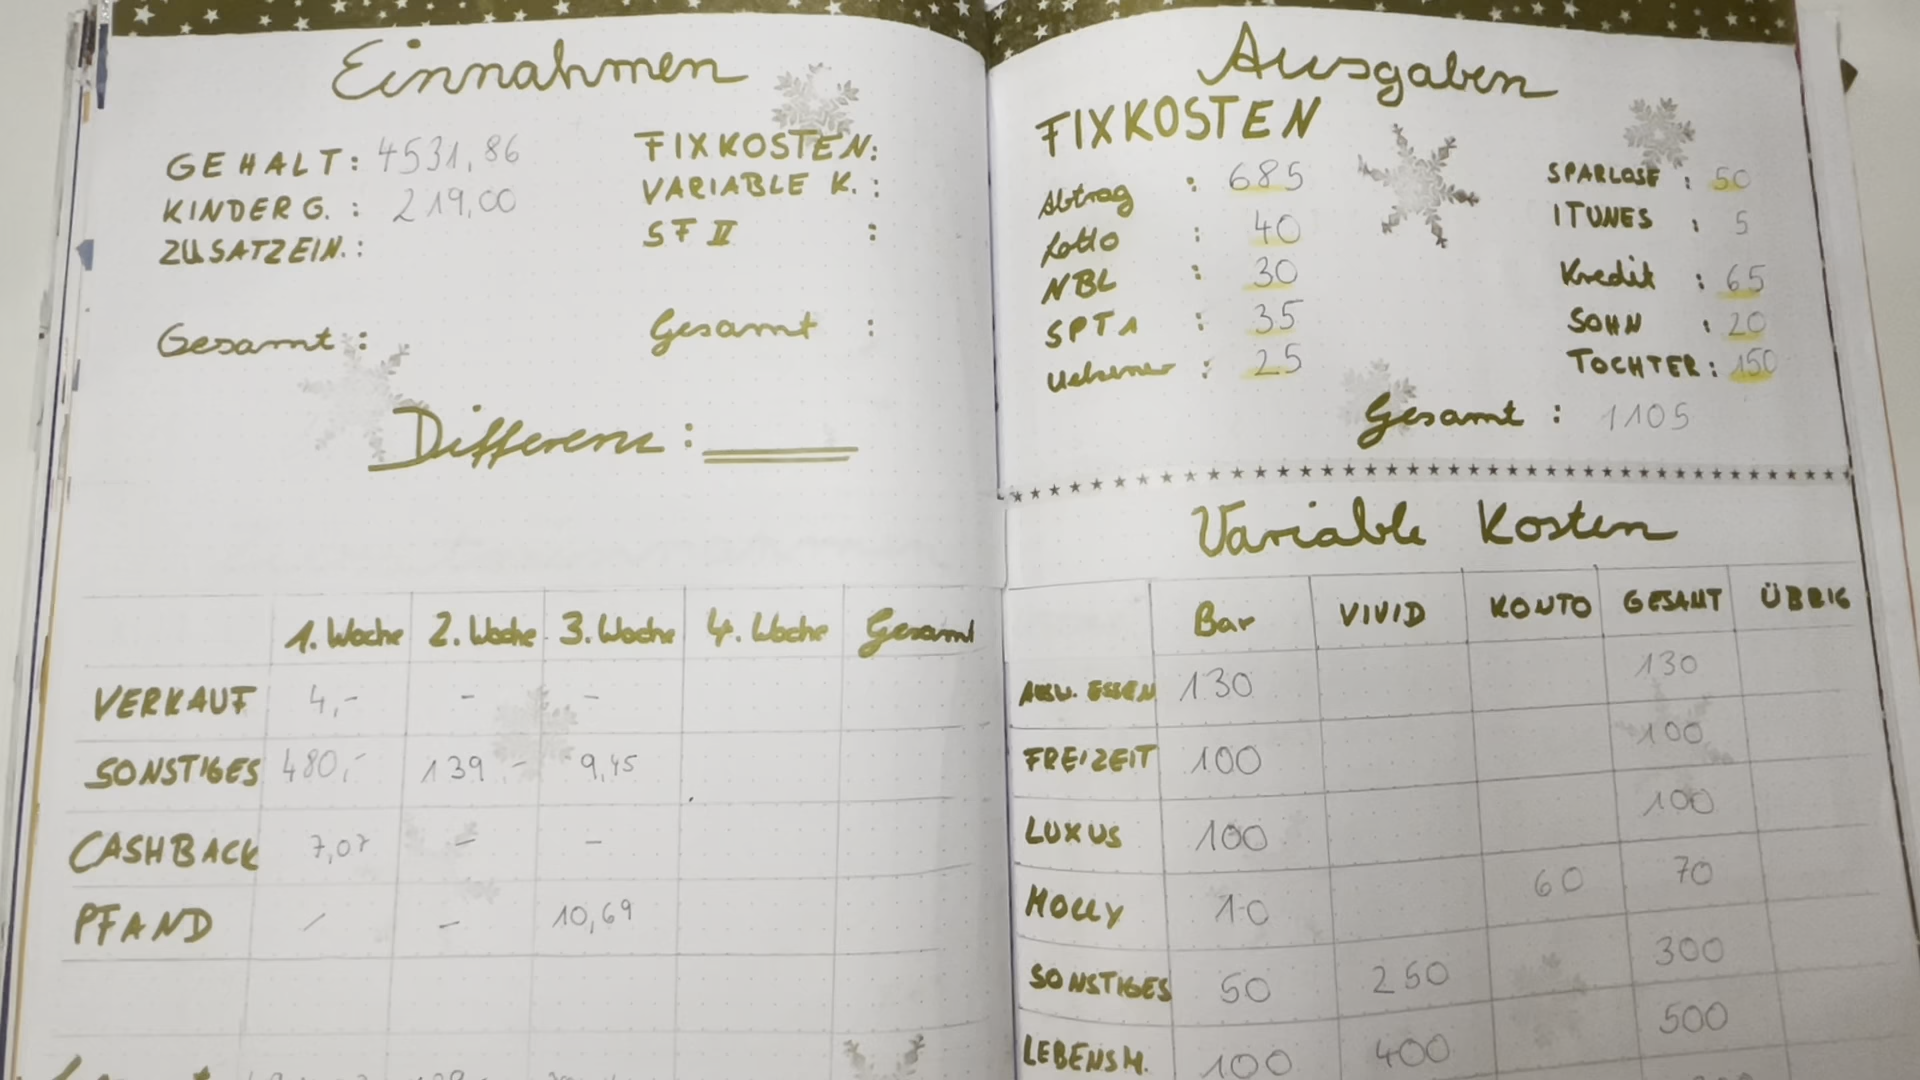 Einnahmen
GEHALT: 4531,86
KINDERG. : 219,00
ZUSATZEIN.:
Gesamt :
FIXKOSTEN:
VARIABLE K. :
SF II :
Gesamt :
Differenz :
1. Woche 2. Woche 3. Woche 4. Woche Gesamt
VERKAUF 4,- - -
SONSTIGES 480,- 139,- 9,45
CASHBACK 7,07 - -
PFAND - - 10,69
Ausgaben
FIXKOSTEN
Abtrag : 685
Lotto : 40
NBL : 30
SPT1 : 35
: 25
SPARLOSE : 50
ITUNES : 5
Kredit : 65
SOHN : 20
TOCHTER: 150
Gesamt : 1105
Variable Kosten
Bar VIVID KONTO GESAMT ÜBRIG
AUSW. ESSEN 130 130
FREIZEIT 100 100
LUXUS 100 100
MOLLY 10 60 70
SONSTIGES 50 250 300
LEBENSM. 100 400 500